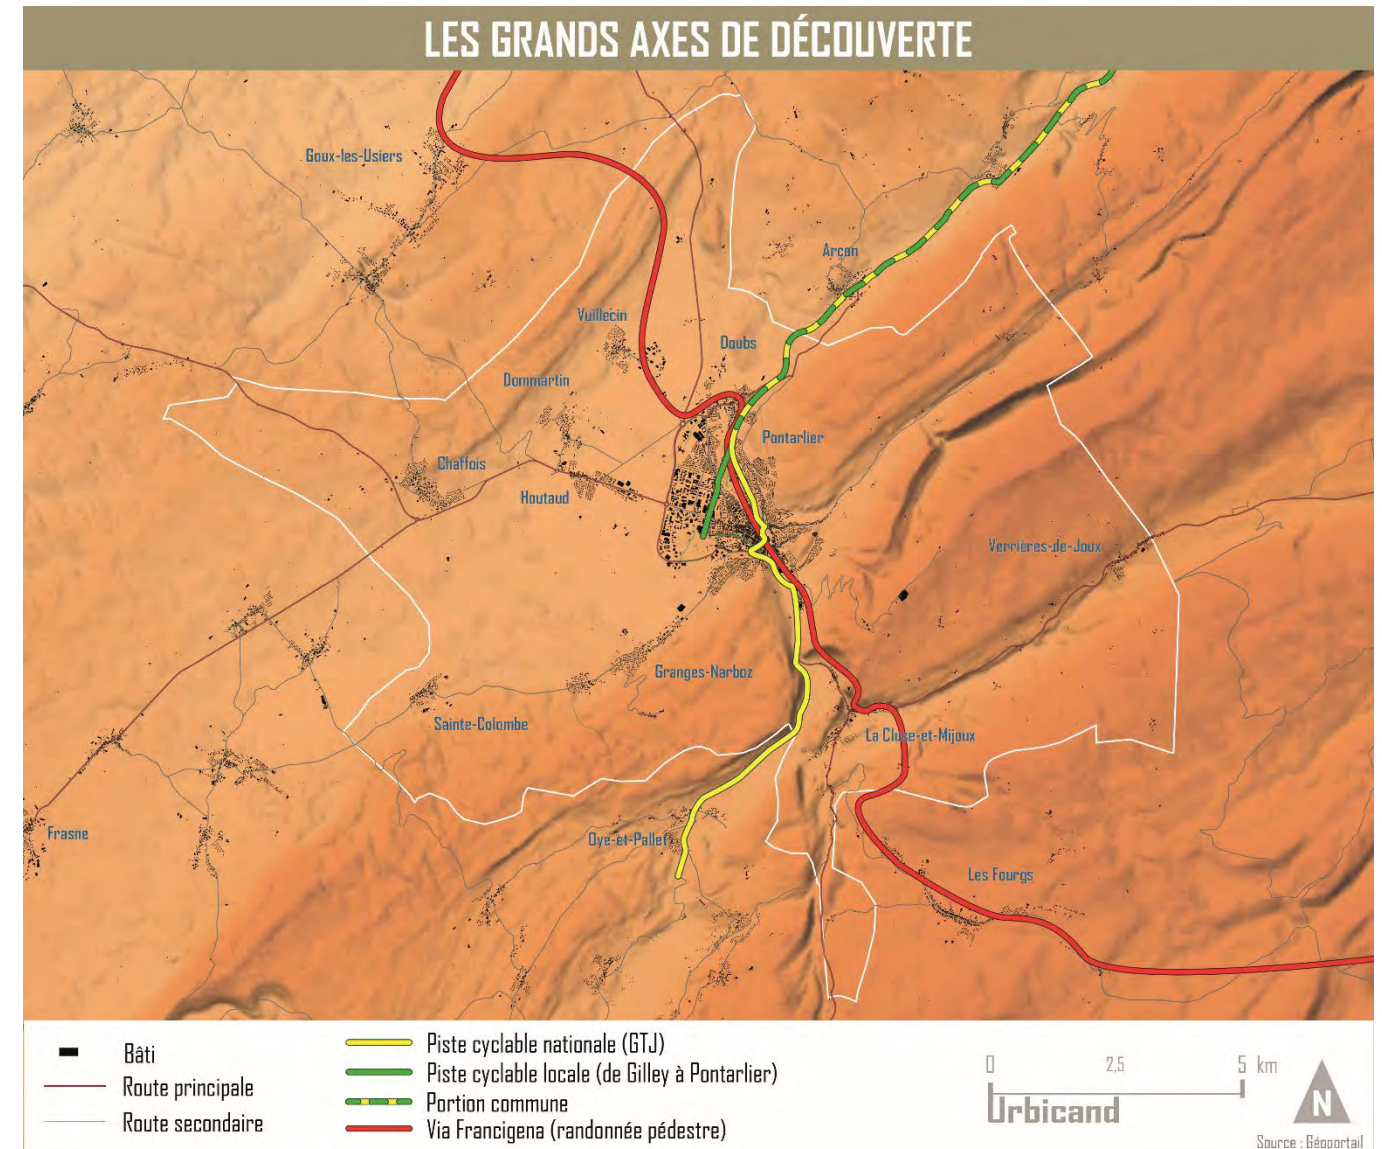 LES GRANDS AXES DE DÉCOUVERTE
Goux-les-Usiers
Arçon
Vuillecin
Doubs
Dommartin
Pontarlier
Chaffois
Houtaud
Verrières-de-Joux
Granges-Narboz
Sainte-Colombe
La Cluse-et-Mijoux
Frasne
Oye-et-Pallet
Les Fourgs
Bâti
Route principale
Route secondaire
Piste cyclable nationale (GTJ)
Piste cyclable locale (de Gilley à Pontarlier)
Portion commune
Via Francigena (randonnée pédestre)
0 2,5 5 km
Urbicand
N
Source : Géoportail